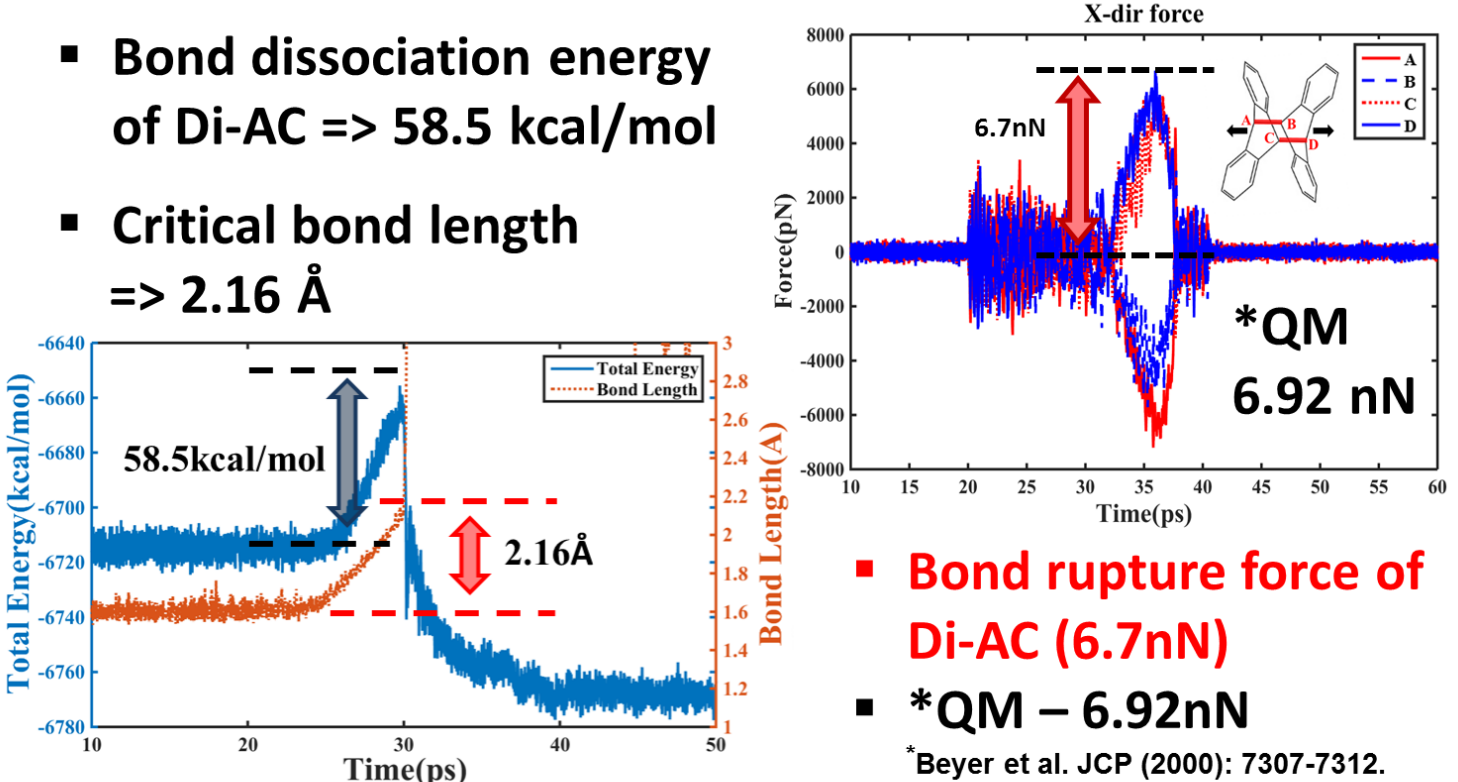 ▪ Bond dissociation energy
of Di-AC => 58.5 kcal/mol
▪ Critical bond length
=> 2.16 Å
Total Energy(kcal/mol)
-6640
-6660
-6680
-6700
-6720
-6740
-6760
-6780
58.5kcal/mol
2.16Å
Total Energy
Bond Length
3
2.8
2.6
2.4
2.2
2
1.8
1.6
1.4
1.2
1
Bond Length(A)
10
20
30
40
50
Time(ps)
X-dir force
Force(pN)
8000
6000
4000
2000
0
-2000
-4000
-6000
-8000
6.7nN
A
B
C
D
A
B
C
D
*QM
6.92 nN
10
15
20
25
30
35
40
45
50
55
60
Time(ps)
▪ Bond rupture force of
Di-AC (6.7nN)
▪ *QM – 6.92nN
*Beyer et al. JCP (2000): 7307-7312.